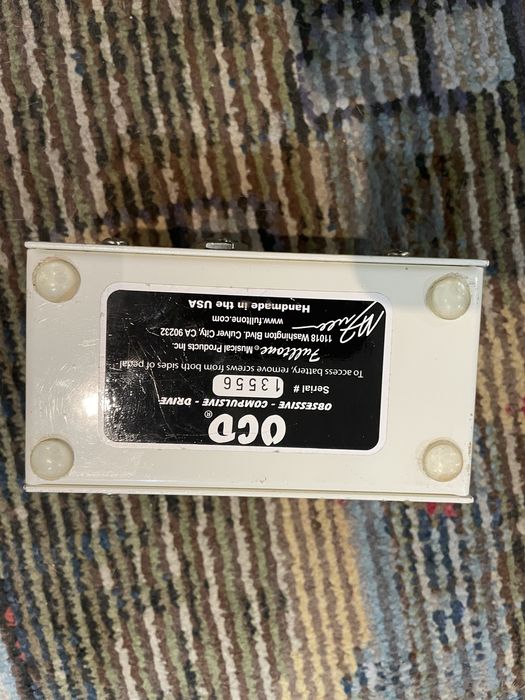 OCD®
OBSESSIVE - COMPULSIVE - DRIVE
Serial # 13556
To access battery, remove screws from both sides of pedal
Fulltone® Musical Products Inc.
11018 Washington Blvd. Culver City, CA 90232
www.fulltone.com
Handmade in the USA